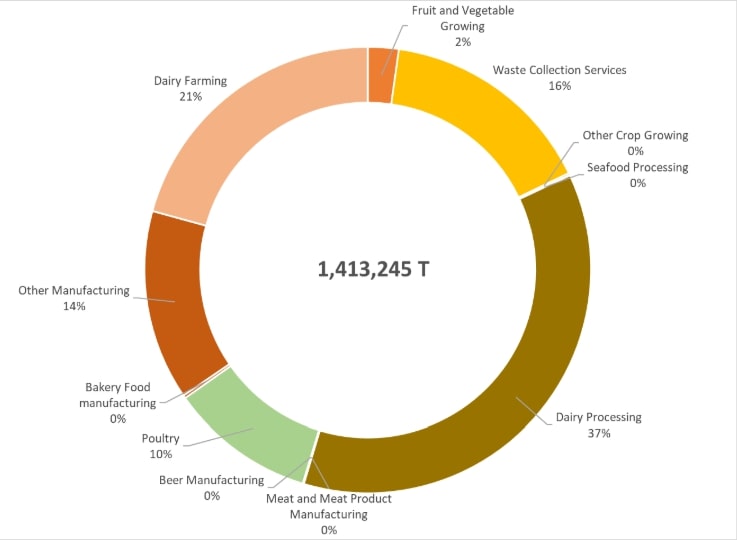 Fruit and Vegetable
Growing
2%
Waste Collection Services
16%
Other Crop Growing
0%
Seafood Processing
0%
Dairy Processing
37%
Meat and Meat Product
Manufacturing
0%
Beer Manufacturing
0%
Poultry
10%
Bakery Food
manufacturing
0%
Other Manufacturing
14%
Dairy Farming
21%
1,413,245 T